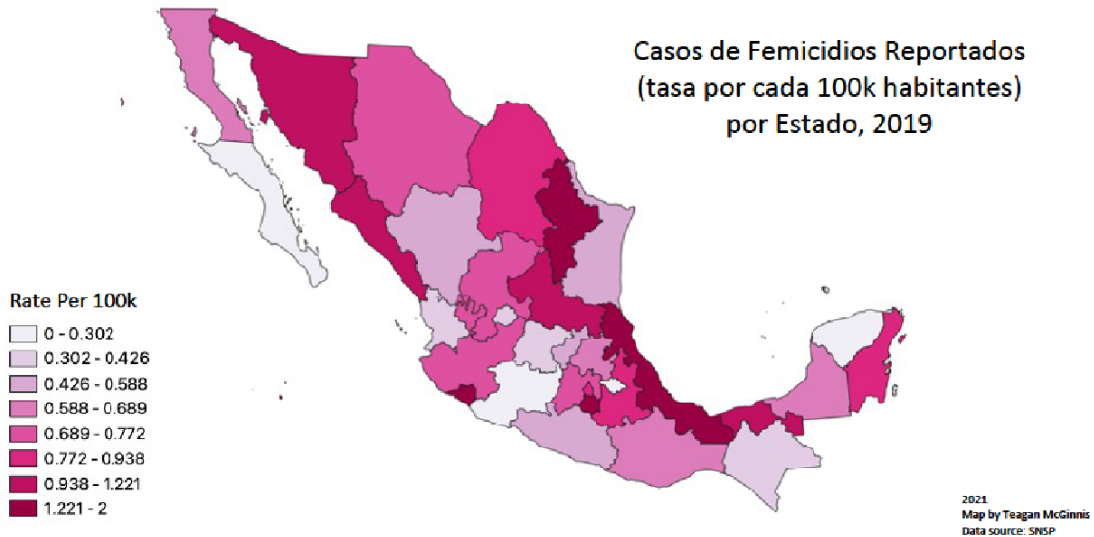 Casos de Femicidios Reportados
(tasa por cada 100k habitantes)
por Estado, 2019
Rate Per 100k
0 - 0.302
0.302 - 0.426
0.426 - 0.588
0.588 - 0.689
0.689 - 0.772
0.772 - 0.938
0.938 - 1.221
1.221 - 2
2021
Map by Teagan McGinnis
Data source: SNSP